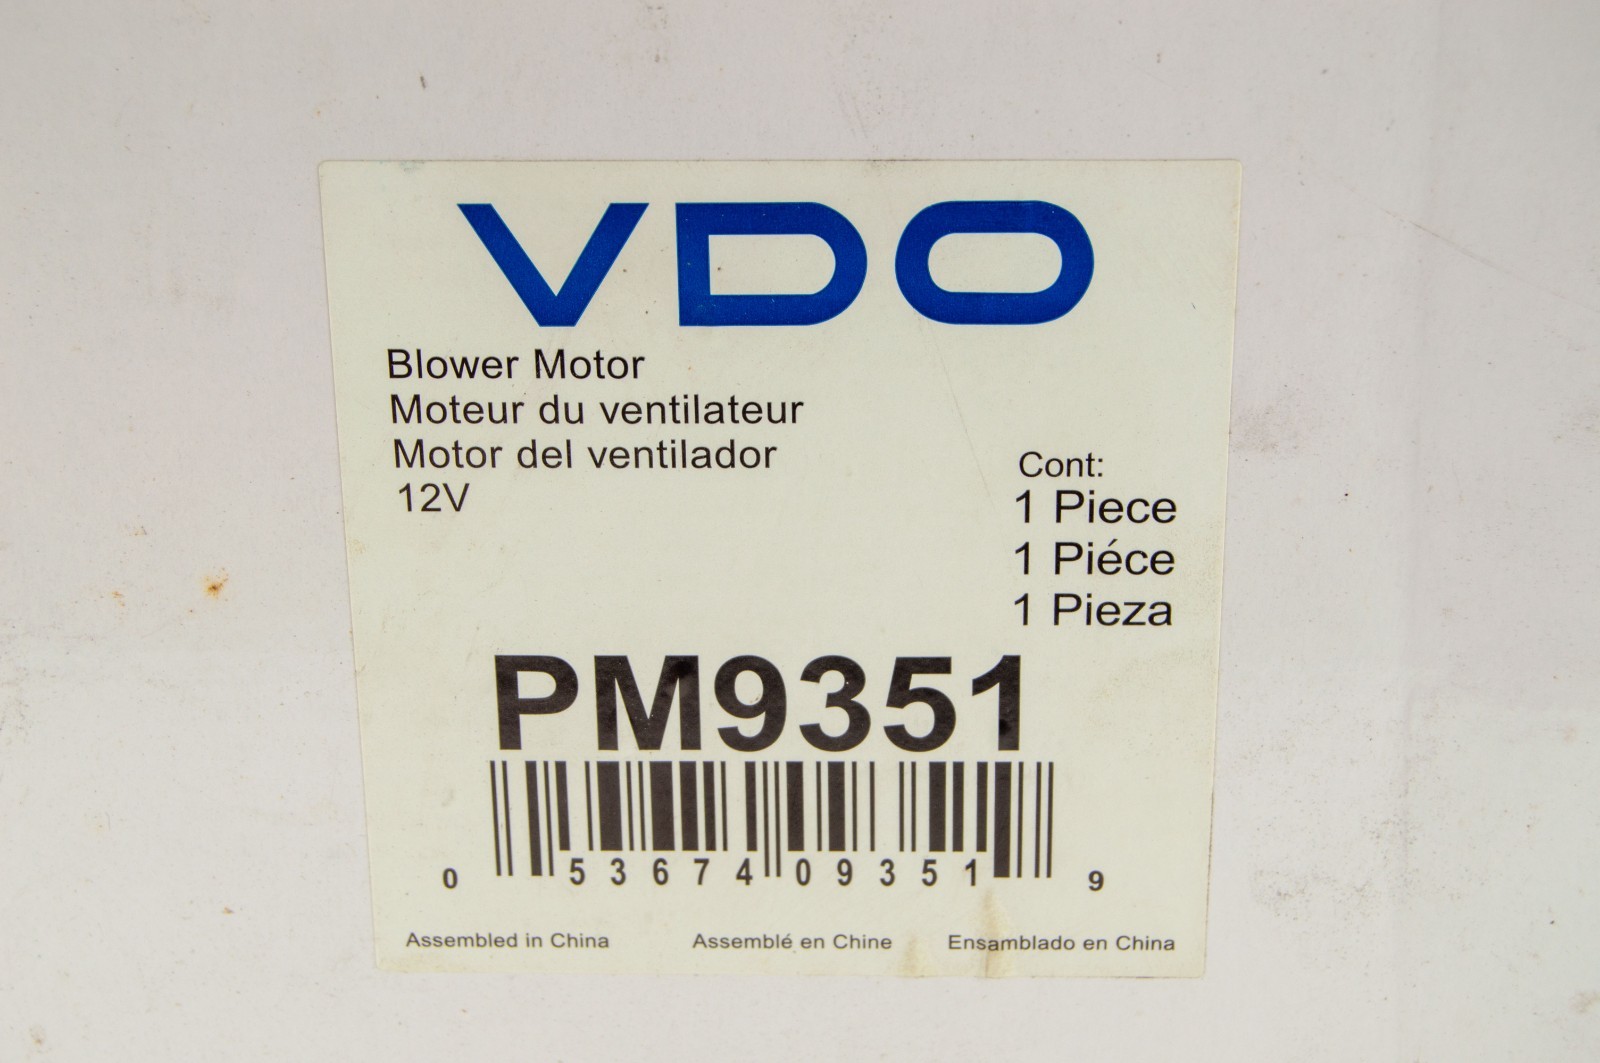 VDO
Blower Motor
Moteur du ventilateur
Motor del ventilador
12V
Cont:
1 Piece
1 Piéce
1 Pieza
PM9351
0 53674 09351 9
Assembled in China Assemblé en Chine Ensamblado en China